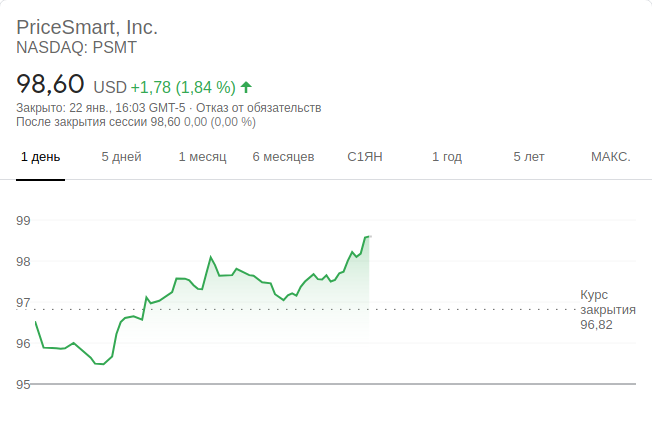 PriceSmart, Inc.
NASDAQ: PSMT
98,60 USD +1,78 (1,84 %)
Закрыто: 22 янв., 16:03 GMT-5 · Отказ от обязательств
После закрытия сессии 98,60 0,00 (0,00 %)
1 день 5 дней 1 месяц 6 месяцев С1ЯН 1 год 5 лет МАКС.
99
98
97
96
95
Курс
закрытия
96,82